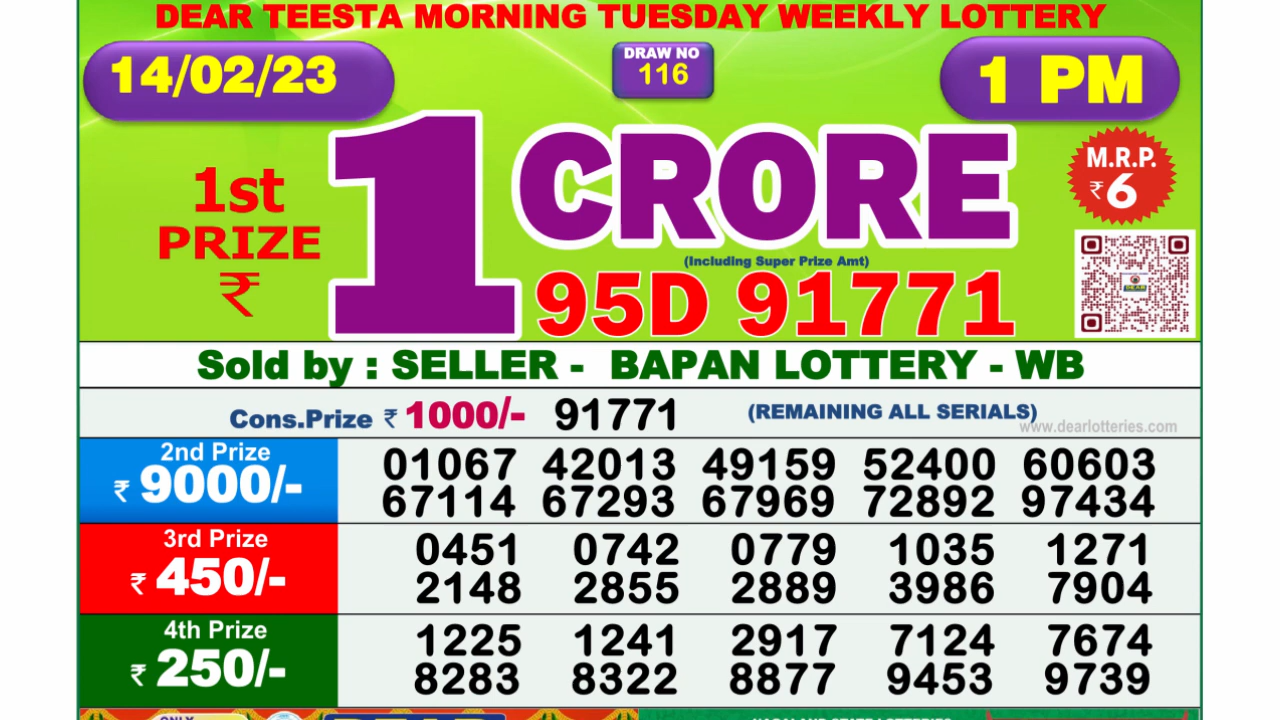 DEAR TEESTA MORNING TUESDAY WEEKLY LOTTERY
14/02/23
DRAW NO
116
1 PM
1st
PRIZE
₹
1 CRORE
(Including Super Prize Amt)
95D 91771
M.R.P.
₹ 6
Sold by : SELLER - BAPAN LOTTERY - WB
Cons.Prize ₹ 1000/- 91771 (REMAINING ALL SERIALS)
www.dearlotteries.com
2nd Prize
₹ 9000/-
01067 42013 49159 52400 60603
67114 67293 67969 72892 97434
3rd Prize
₹ 450/-
0451 0742 0779 1035 1271
2148 2855 2889 3986 7904
4th Prize
₹ 250/-
1225 1241 2917 7124 7674
8283 8322 8877 9453 9739